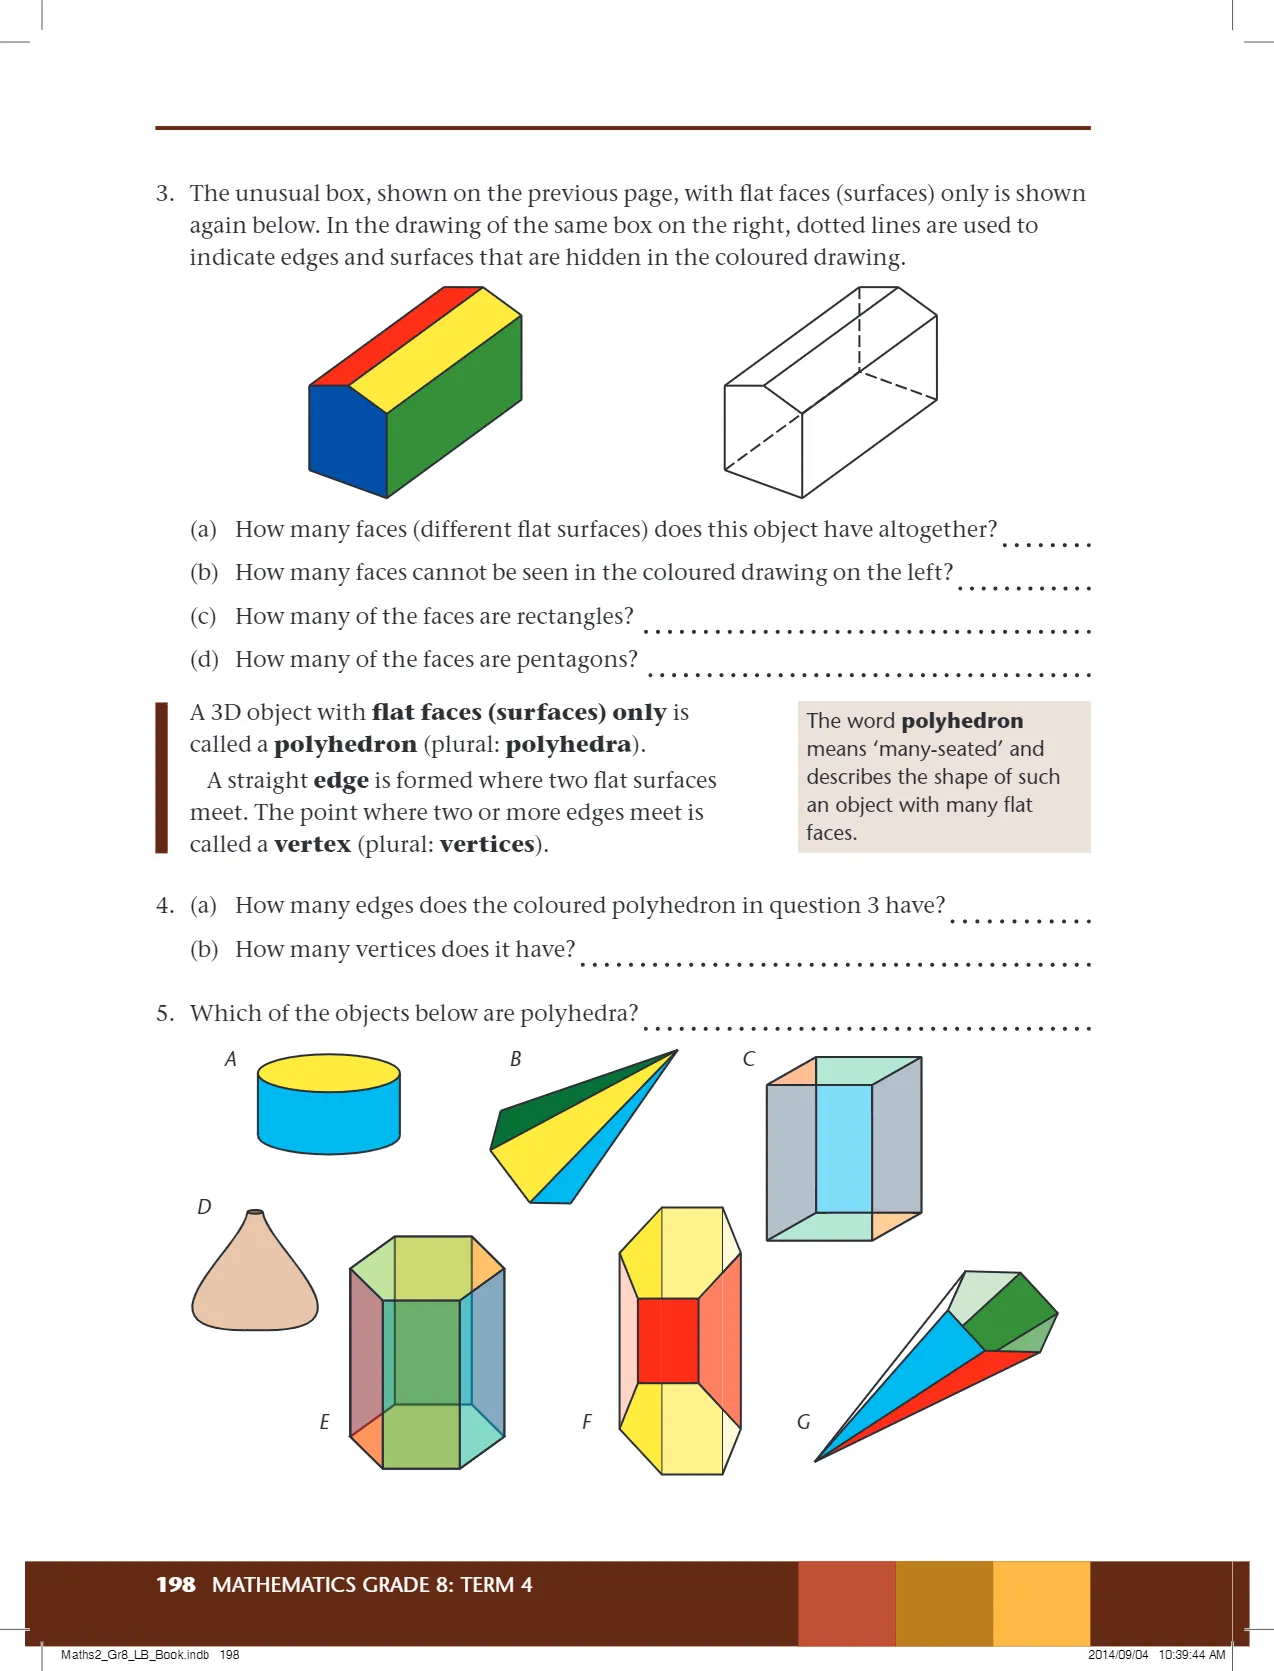 3. The unusual box, shown on the previous page, with flat faces (surfaces) only is shown
again below. In the drawing of the same box on the right, dotted lines are used to
indicate edges and surfaces that are hidden in the coloured drawing.
(a) How many faces (different flat surfaces) does this object have altogether? ........
(b) How many faces cannot be seen in the coloured drawing on the left? ............
(c) How many of the faces are rectangles? ......................................
(d) How many of the faces are pentagons? ......................................
A 3D object with flat faces (surfaces) only is
called a polyhedron (plural: polyhedra).
A straight edge is formed where two flat surfaces
meet. The point where two or more edges meet is
called a vertex (plural: vertices).
The word polyhedron
means ‘many-seated’ and
describes the shape of such
an object with many flat
faces.
4. (a) How many edges does the coloured polyhedron in question 3 have? ............
(b) How many vertices does it have? ...........................................
5. Which of the objects below are polyhedra? ......................................
A
B
C
D
E
F
G
198 MATHEMATICS GRADE 8: TERM 4
Maths2_Gr8_LB_Book.indb 198
2014/09/04 10:39:44 AM